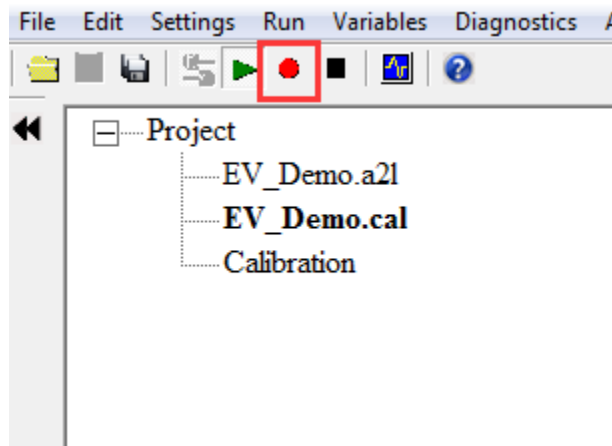 File Edit Settings Run Variables Diagnostics
Project
EV_Demo.a2l
EV_Demo.cal
Calibration